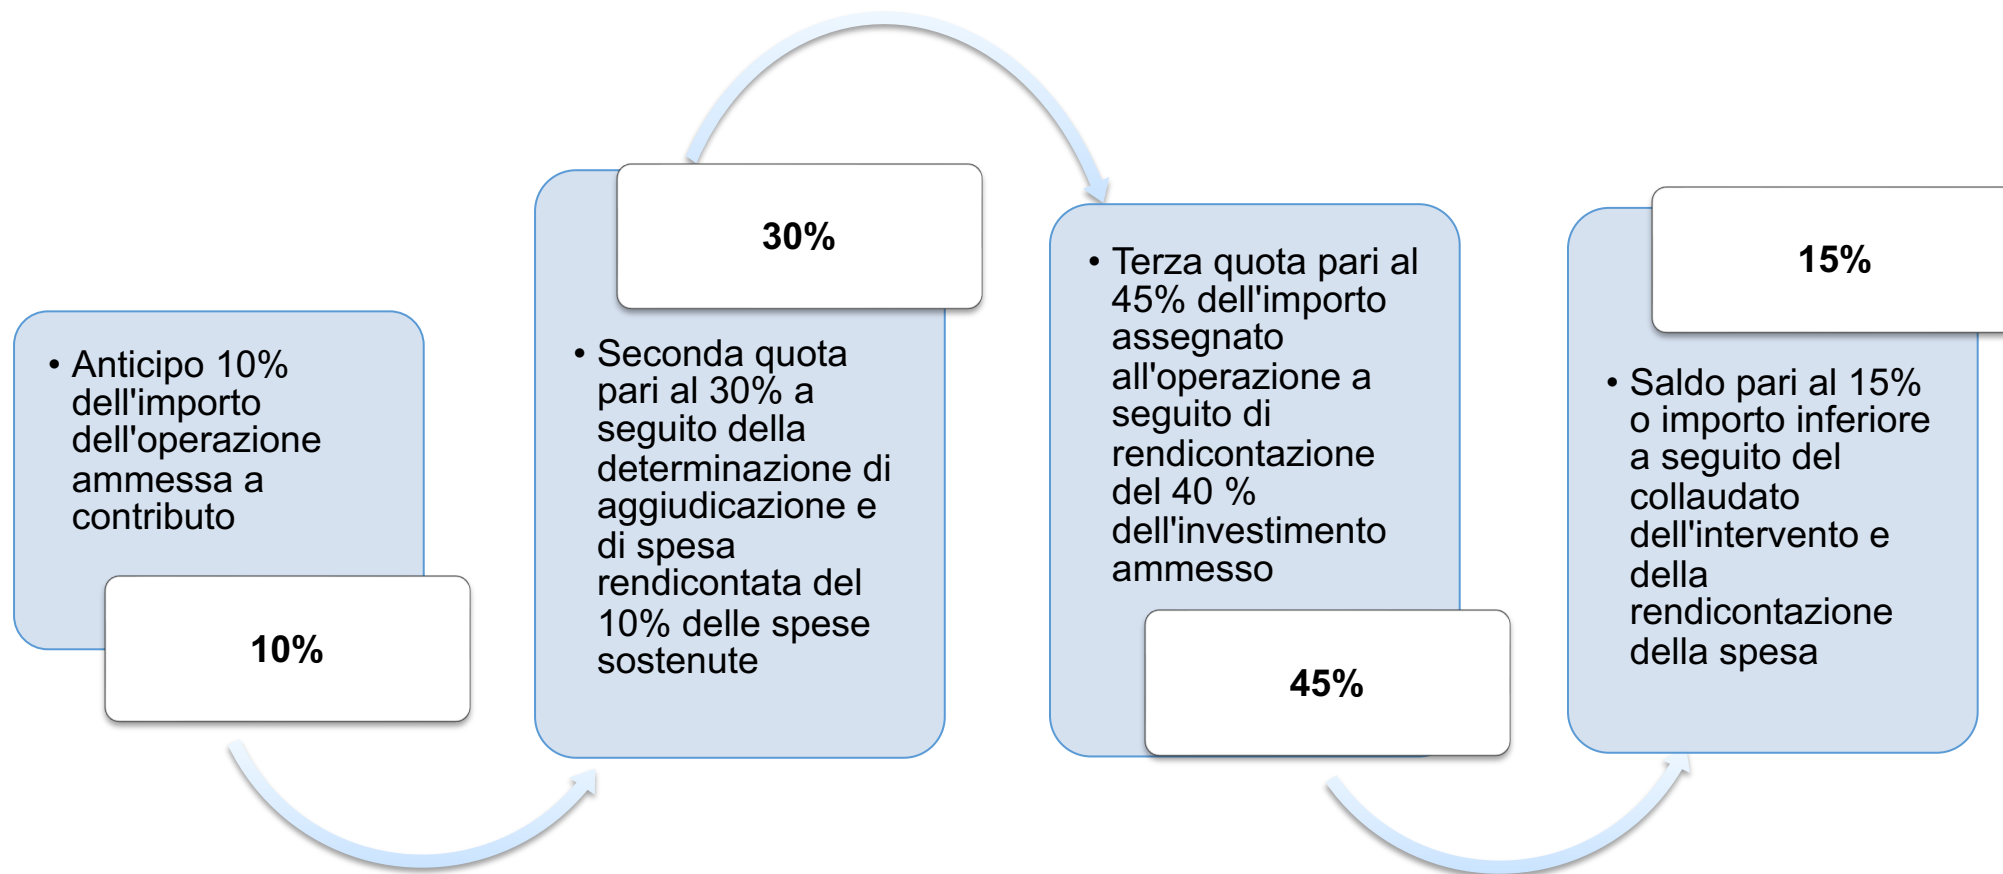 • Anticipo 10%
dell'importo
dell'operazione
ammessa a
contributo
10%
30%
• Seconda quota
pari al 30% a
seguito della
determinazione di
aggiudicazione e
di spesa
rendicontata del
10% delle spese
sostenute
• Terza quota pari al
45% dell'importo
assegnato
all'operazione a
seguito di
rendicontazione
del 40 %
dell'investimento
ammesso
45%
15%
• Saldo pari al 15%
o importo inferiore
a seguito del
collaudato
dell'intervento e
della
rendicontazione
della spesa